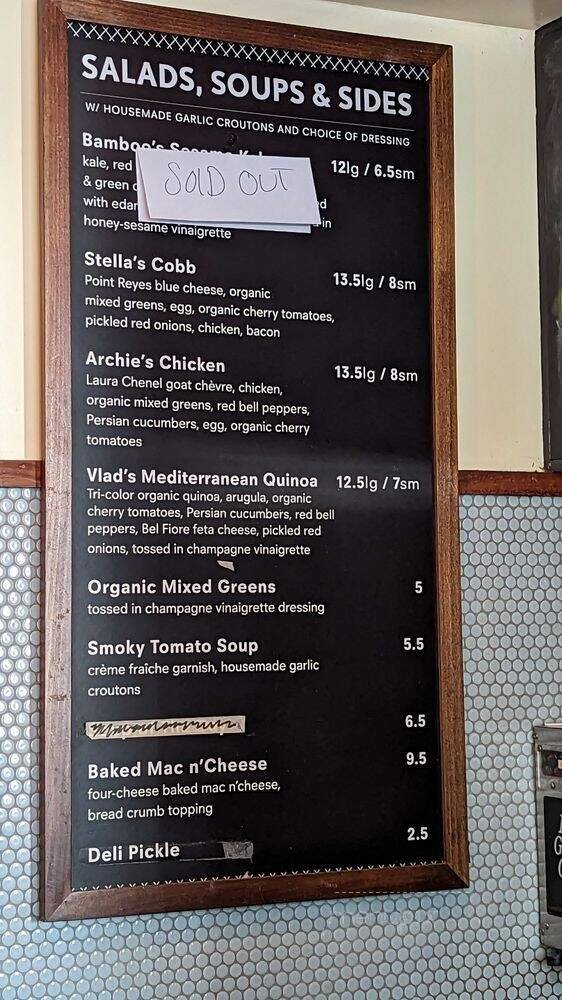 SALADS, SOUPS & SIDES
W/ HOUSEMADE GARLIC CROUTONS AND CHOICE OF DRESSING
Bamboo's Sesame 12lg / 6.5sm
kale, red
SOLD OUT
& green
with
honey-sesame vinaigrette
Stella's Cobb 13.5lg / 8sm
Point Reyes blue cheese, organic
mixed greens, egg, organic cherry tomatoes,
pickled red onions, chicken, bacon
Archie's Chicken 13.5lg / 8sm
Laura Chenel goat chèvre, chicken,
organic mixed greens, red bell peppers,
Persian cucumbers, egg, organic cherry
tomatoes
Vlad's Mediterranean Quinoa 12.5lg / 7sm
Tri-color organic quinoa, arugula, organic
cherry tomatoes, Persian cucumbers, red bell
peppers, Bel Fiore feta cheese, pickled red
onions, tossed in champagne vinaigrette
Organic Mixed Greens 5
tossed in champagne vinaigrette dressing
Smoky Tomato Soup 5.5
crème fraîche garnish, housemade garlic
croutons
6.5
Baked Mac n'Cheese 9.5
four-cheese baked mac n'cheese,
bread crumb topping
Deli Pickle 2.5